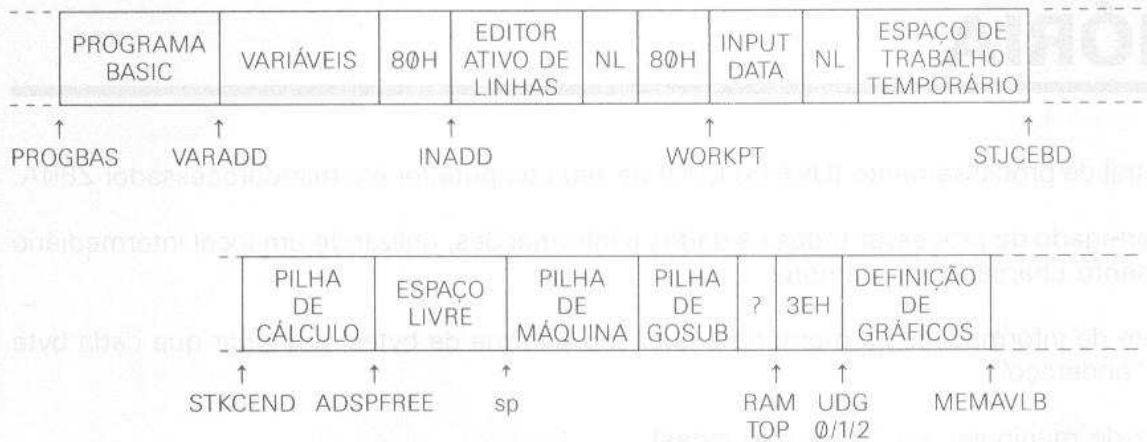 PROGRAMA
BASIC
VARIÁVEIS
80H
EDITOR
ATIVO DE
LINHAS
NL
80H
INPUT
DATA
NL
ESPAÇO DE
TRABALHO
TEMPORÁRIO
PROGBAS VARADD INADD WORKPT STJCEBD
PILHA
DE
CÁLCULO
ESPAÇO
LIVRE
PILHA
DE
MÁQUINA
PILHA
DE
GOSUB
? 3EH
DEFINIÇÃO
DE
GRÁFICOS
STKCEND ADSPFREE sp RAM UDG MEMAVLB
TOP 0/1/2